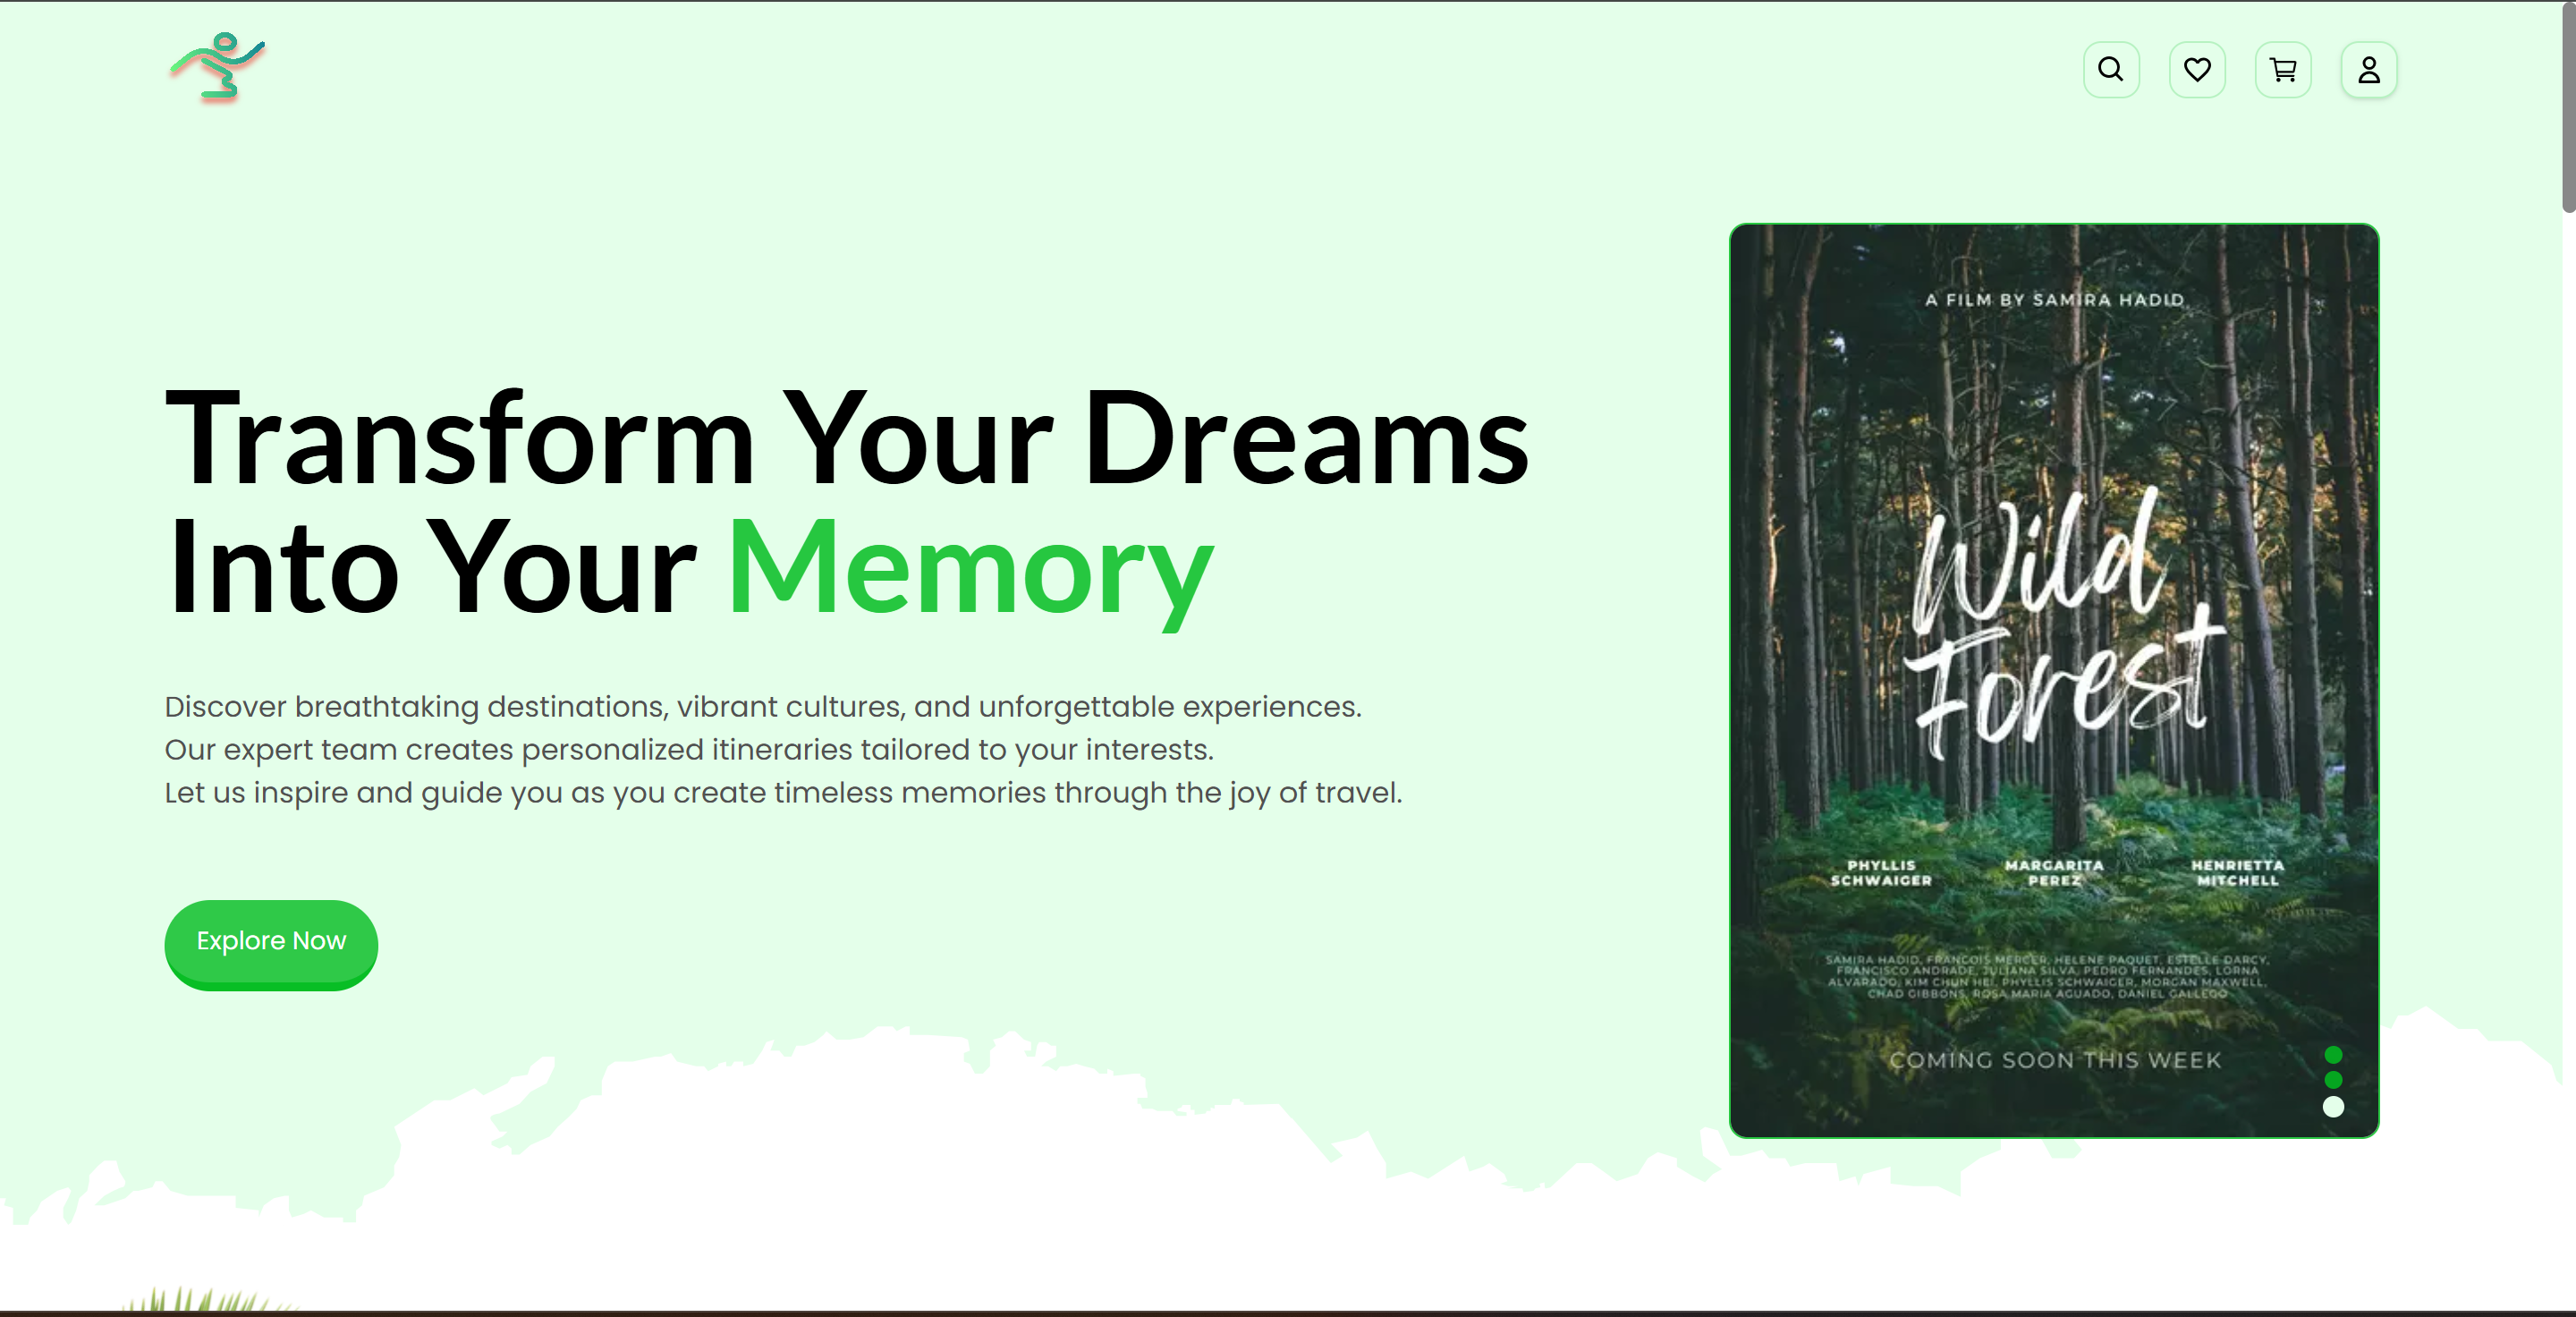 Transform Your Dreams
Into Your Memory
Discover breathtaking destinations, vibrant cultures, and unforgettable experiences.
Our expert team creates personalized itineraries tailored to your interests.
Let us inspire and guide you as you create timeless memories through the joy of travel.
Explore Now
A FILM BY SAMIRA HADID
Wild
Forest
PHYLLIS MARGARITA HENRIETTA
SCHWAIGER PEREZ MITCHELL
SAMIRA HADID, FRANCOIS MERCER, HELENE PAQUET, ESTELLE DARCY,
FRANCISCO ANDRADE, JULIANA SILVA, PEDRO FERNANDES, LORNA
ALVARADO, KIM CHUN HEI, PHYLLIS SCHWAIGER, MORGAN MAXWELL,
CHAD GIBBONS, ROSA MARIA AGUADO, DANIEL GALLEGO
COMING SOON THIS WEEK